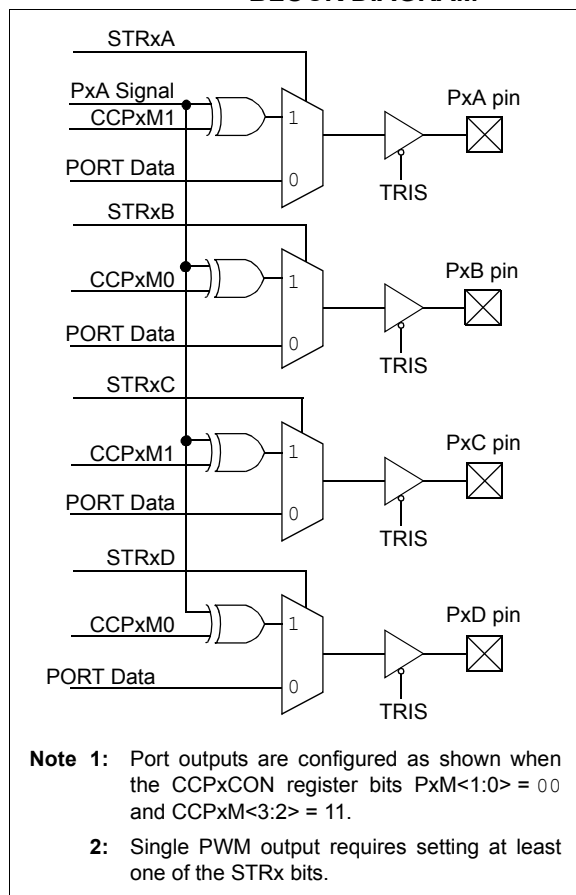 BLOCK DIAGRAM
STRxA
PxA Signal
PxA pin
CCPxM1
1
PORT Data
0
TRIS
STRxB
PxB pin
CCPxM0
1
PORT Data
0
TRIS
STRxC
PxC pin
CCPxM1
1
PORT Data
0
TRIS
STRxD
PxD pin
CCPxM0
1
PORT Data
0
TRIS
Note 1: Port outputs are configured as shown when
the CCPxCON register bits PxM<1:0> = 00
and CCPxM<3:2> = 11.
2: Single PWM output requires setting at least
one of the STRx bits.